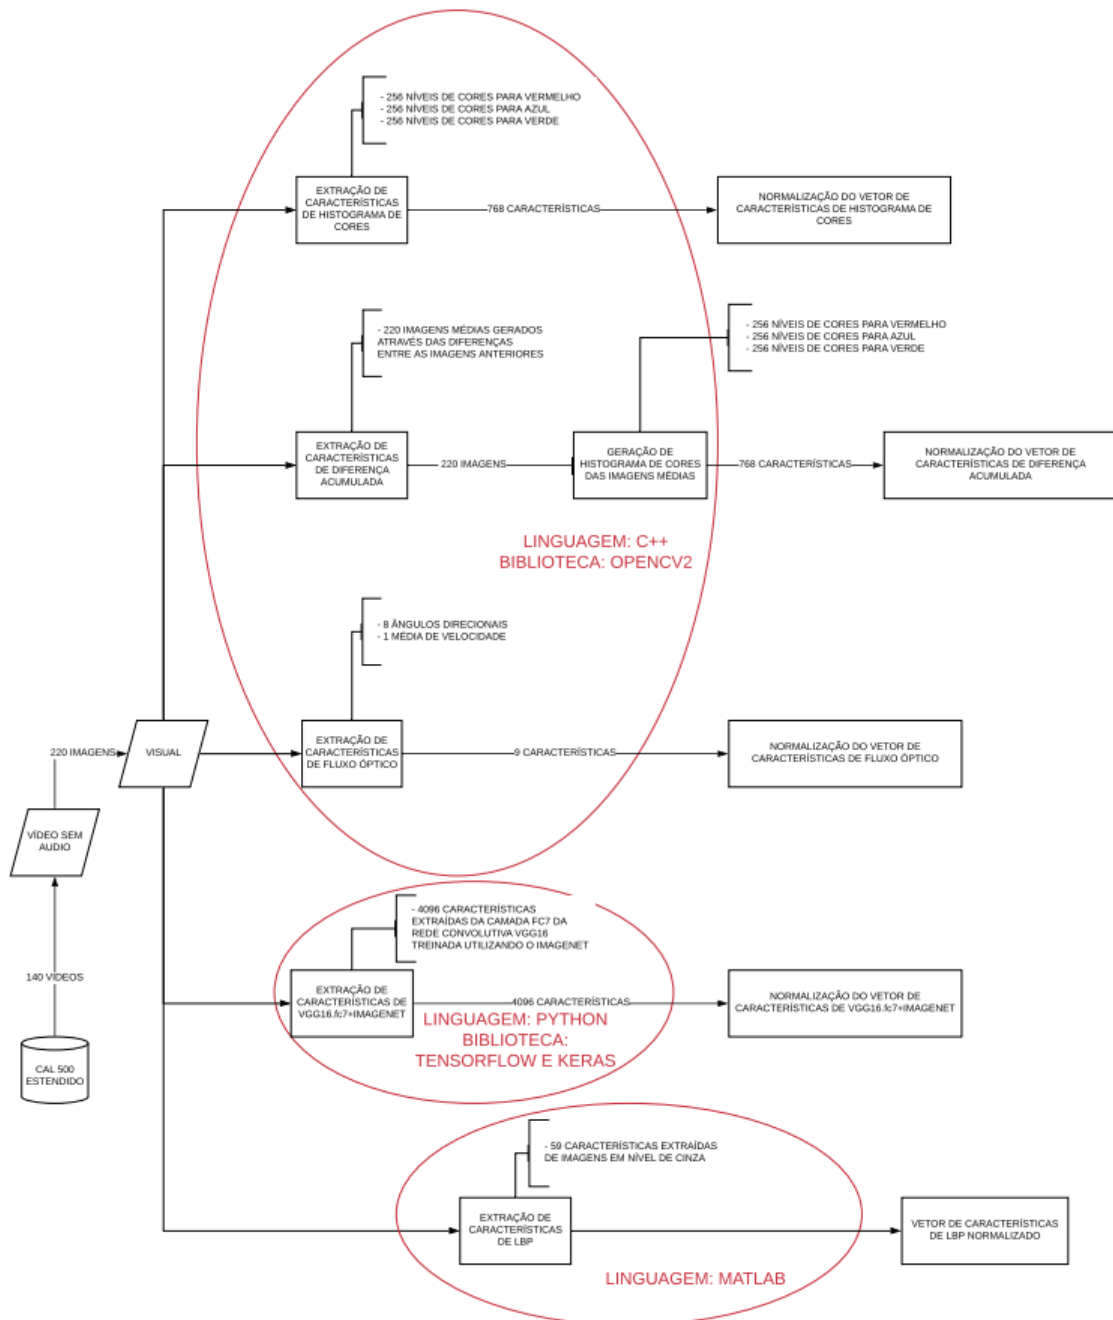 - 256 NÍVEIS DE CORES PARA VERMELHO
- 256 NÍVEIS DE CORES PARA AZUL
- 256 NÍVEIS DE CORES PARA VERDE
EXTRAÇÃO DE
CARACTERÍSTICAS
DE HISTOGRAMA DE
CORES
768 CARACTERÍSTICAS
NORMALIZAÇÃO DO VETOR DE
CARACTERÍSTICAS DE HISTOGRAMA DE
CORES
- 220 IMAGENS MÉDIAS GERADOS
ATRAVÉS DAS DIFERENÇAS
ENTRE AS IMAGENS ANTERIORES
- 256 NÍVEIS DE CORES PARA VERMELHO
- 256 NÍVEIS DE CORES PARA AZUL
- 256 NÍVEIS DE CORES PARA VERDE
EXTRAÇÃO DE
CARACTERÍSTICAS
DE DIFERENÇA
ACUMULADA
220 IMAGENS
GERAÇÃO DE
HISTOGRAMA DE CORES
DAS IMAGENS MÉDIAS
768 CARACTERÍSTICAS
NORMALIZAÇÃO DO VETOR DE
CARACTERÍSTICAS DE DIFERENÇA
ACUMULADA
LINGUAGEM: C++
BIBLIOTECA: OPENCV2
- 8 ÂNGULOS DIRECIONAIS
- 1 MÉDIA DE VELOCIDADE
220 IMAGENS
VISUAL
EXTRAÇÃO DE
CARACTERÍSTICAS
DE FLUXO ÓPTICO
9 CARACTERÍSTICAS
NORMALIZAÇÃO DO VETOR DE
CARACTERÍSTICAS DE FLUXO ÓPTICO
VÍDEO SEM
AUDIO
- 4096 CARACTERÍSTICAS
EXTRAÍDAS DA CAMADA FC7 DA
REDE CONVOLUTIVA VGG16
TREINADA UTILIZANDO O IMAGENET
140 VIDEOS
EXTRAÇÃO DE
CARACTERÍSTICAS DE
VGG16.fc7+IMAGENET
4096 CARACTERÍSTICAS
NORMALIZAÇÃO DO VETOR DE
CARACTERÍSTICAS DE VGG16.fc7+IMAGENET
LINGUAGEM: PYTHON
BIBLIOTECA:
TENSORFLOW E KERAS
CAL 500
ESTENDIDO
- 59 CARACTERÍSTICAS EXTRAÍDAS
DE IMAGENS EM NÍVEL DE CINZA
EXTRAÇÃO DE
CARACTERÍSTICAS
DE LBP
VETOR DE CARACTERÍSTICAS
DE LBP NORMALIZADO
LINGUAGEM: MATLAB